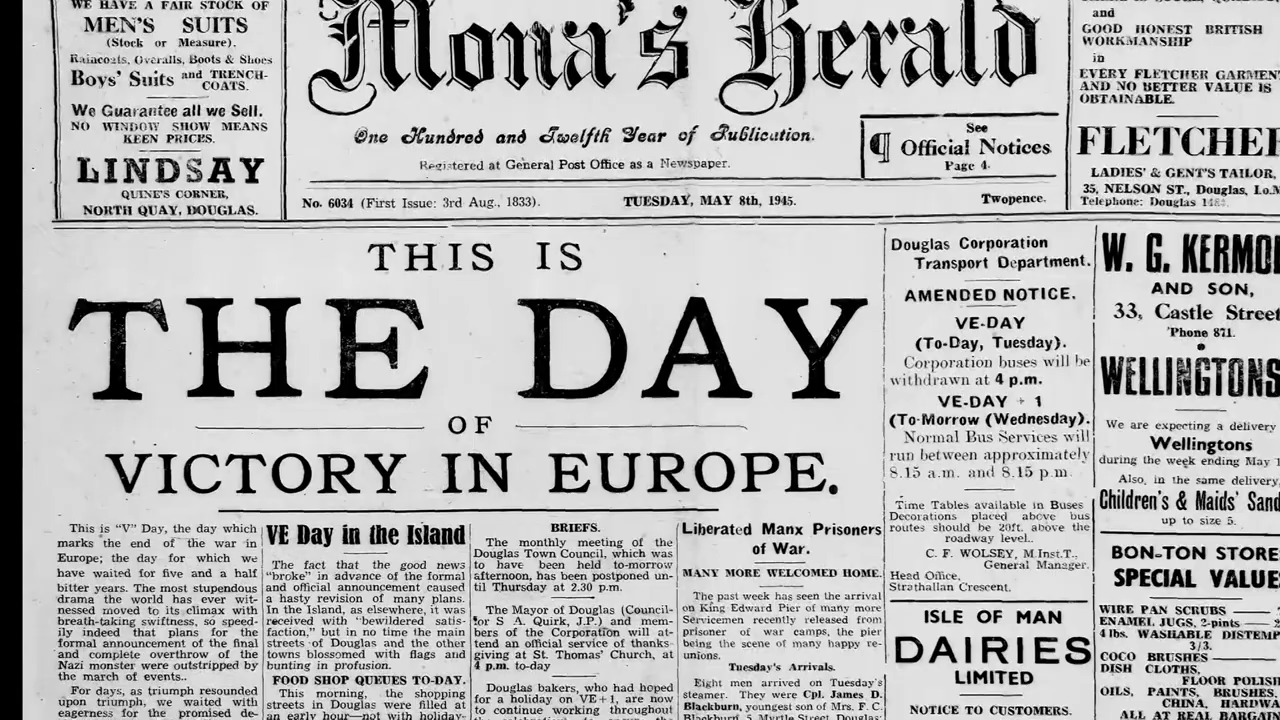 WE HAVE A FAIR STOCK OF
MEN'S SUITS
(Stock or Measure).
Raincoats, Overalls, Boots & Shoes
Boys' Suits and TRENCH-
COATS.
We Guarantee all we Sell.
NO WINDOW SHOW MEANS
KEEN PRICES.
LINDSAY
QUINE'S CORNER,
NORTH QUAY, DOUGLAS.
Mona's Herald
One Hundred and Twelfth Year of Publication.
Registered at General Post Office as a Newspaper.
See
¶ Official Notices
Page 4.
No. 6034 (First Issue: 3rd Aug., 1833).
TUESDAY, MAY 8th, 1945.
Twopence.
and
GOOD HONEST BRITISH
WORKMANSHIP
in
EVERY FLETCHER GARMEN
AND NO BETTER VALUE IS
OBTAINABLE.
FLETCHE
LADIES' & GENT'S TAILOR,
35, NELSON ST., Douglas, I.o.M
Telephone: Douglas
THIS IS
THE DAY
OF
VICTORY IN EUROPE.
This is "V" Day, the day which
marks the end of the war in
Europe; the day for which we
have waited for five and a half
bitter years. The most stupendous
drama the world has ever wit-
nessed moved to its climax with
breath-taking swiftness, so speed-
ily indeed that plans for the
formal announcement of the final
and complete overthrow of the
Nazi monster were outstripped by
the march of events..
For days, as triumph resounded
upon triumph, we waited with
eagerness for the promised de-
VE Day in the Island
The fact that the good news
"broke" in advance of the formal
and official announcement caused
a hasty revision of many plans.
In the Island, as elsewhere, it was
received with "bewildered satis-
faction," but in no time the main
streets of Douglas and the other
towns blossomed with flags and
bunting in profusion.
FOOD SHOP QUEUES TO-DAY.
This morning, the shopping
streets in Douglas were filled at
an early hour—not with holiday-
BRIEFS.
The monthly meeting of the
Douglas Town Council, which was
to have been held to-morrow
afternoon, has been postponed un-
til Thursday at 2.30 p.m.
The Mayor of Douglas (Council-
lor S A. Quirk, J.P.) and mem-
bers of the Corporation will at-
tend an official service of thanks-
giving at St. Thomas' Church, at
4 p.m. to-day
Douglas bakers, who had hoped
for a holiday on VE+1, are now
to continue working throughout
Liberated Manx Prisoners
of War.
MANY MORE WELCOMED HOME.
The past week has seen the arrival
on King Edward Pier of many more
Servicemen recently released from
prisoner of war camps, the pier
being the scene of many happy re-
unions.
Tuesday's Arrivals.
Eight men arrived on Tuesday's
steamer. They were Cpl. James D.
Blackburn, youngest son of Mrs. F. C.
Blackburn, 5, Myrtle Street, Douglas;
Douglas Corporation
Transport Department.
AMENDED NOTICE.
VE-DAY
(To-Day, Tuesday).
Corporation buses will be
withdrawn at 4 p.m.
VE-DAY + 1
(To-Morrow (Wednesday).
Normal Bus Services will
run between approximately
8.15 a.m. and 8.15 p.m.
Time Tables available in Buses
Decorations placed above bus
routes should be 20ft. above the
roadway level..
C. F. WOLSEY, M.Inst.T.,
General Manager.
Head Office,
Strathallan Crescent.
ISLE OF MAN
DAIRIES
LIMITED
NOTICE TO CUSTOMERS.
W. G. KERMO
AND SON,
33, Castle Street
'Phone 871.
WELLINGTONS
We are expecting a delivery
Wellingtons
during the week ending May 1
Also, in the same delivery,
Children's & Maids' Sand
up to size 5.
BON-TON STORE
SPECIAL VALUE
WIRE PAN SCRUBS
ENAMEL JUGS, 2-pints
4 lbs. WASHABLE DISTEMP
3/3.
COCO BRUSHES
DISH CLOTHS,
FLOOR POLISH
OILS, PAINTS, BRUSHES
CHINA, HARDWA
ALL AT REAL BARGA